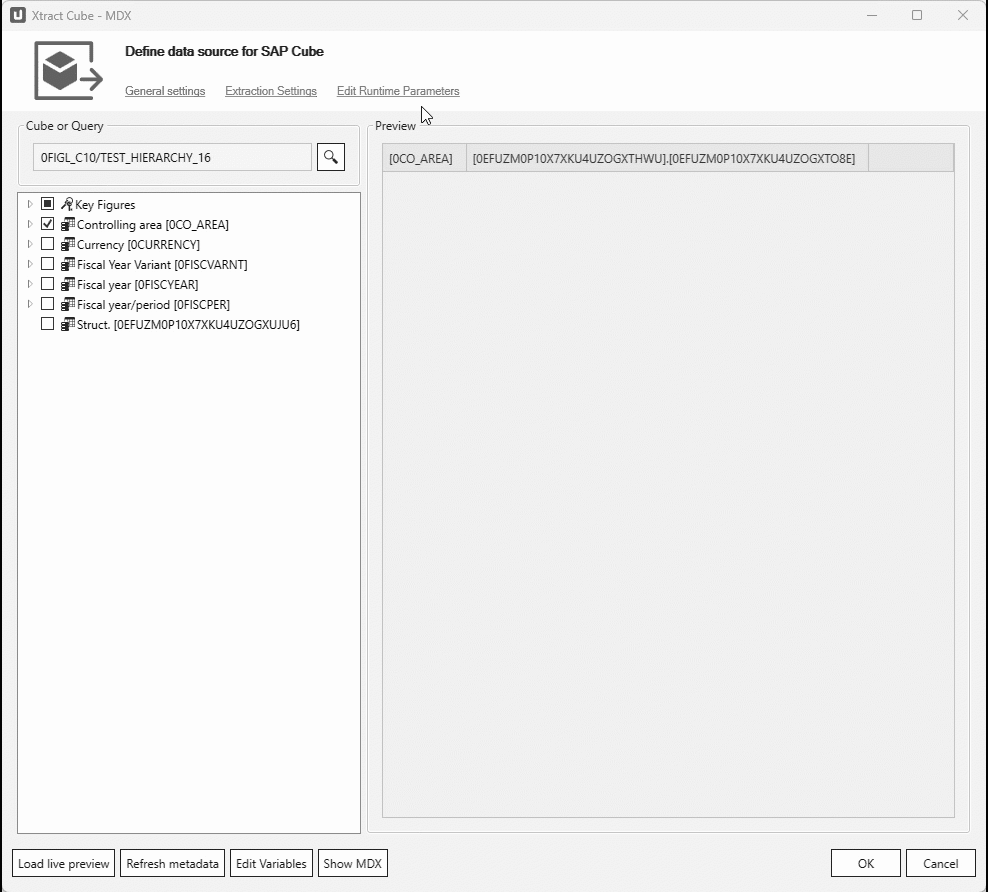 Xtract Cube - MDX
Define data source for SAP Cube
General settings Extraction Settings Edit Runtime Parameters
Cube or Query
0FIGL_C10/TEST_HIERARCHY_16
Key Figures
Controlling area [0CO_AREA]
Currency [0CURRENCY]
Fiscal Year Variant [0FISCVARNT]
Fiscal year [0FISCYEAR]
Fiscal year/period [0FISCPER]
Struct. [0EFUZM0P10X7XKU4UZOGXUJU6]
Preview
[0CO_AREA] [0EFUZM0P10X7XKU4UZOGXTHWU].[0EFUZM0P10X7XKU4UZOGXTO8E]
Load live preview Refresh metadata Edit Variables Show MDX OK Cancel